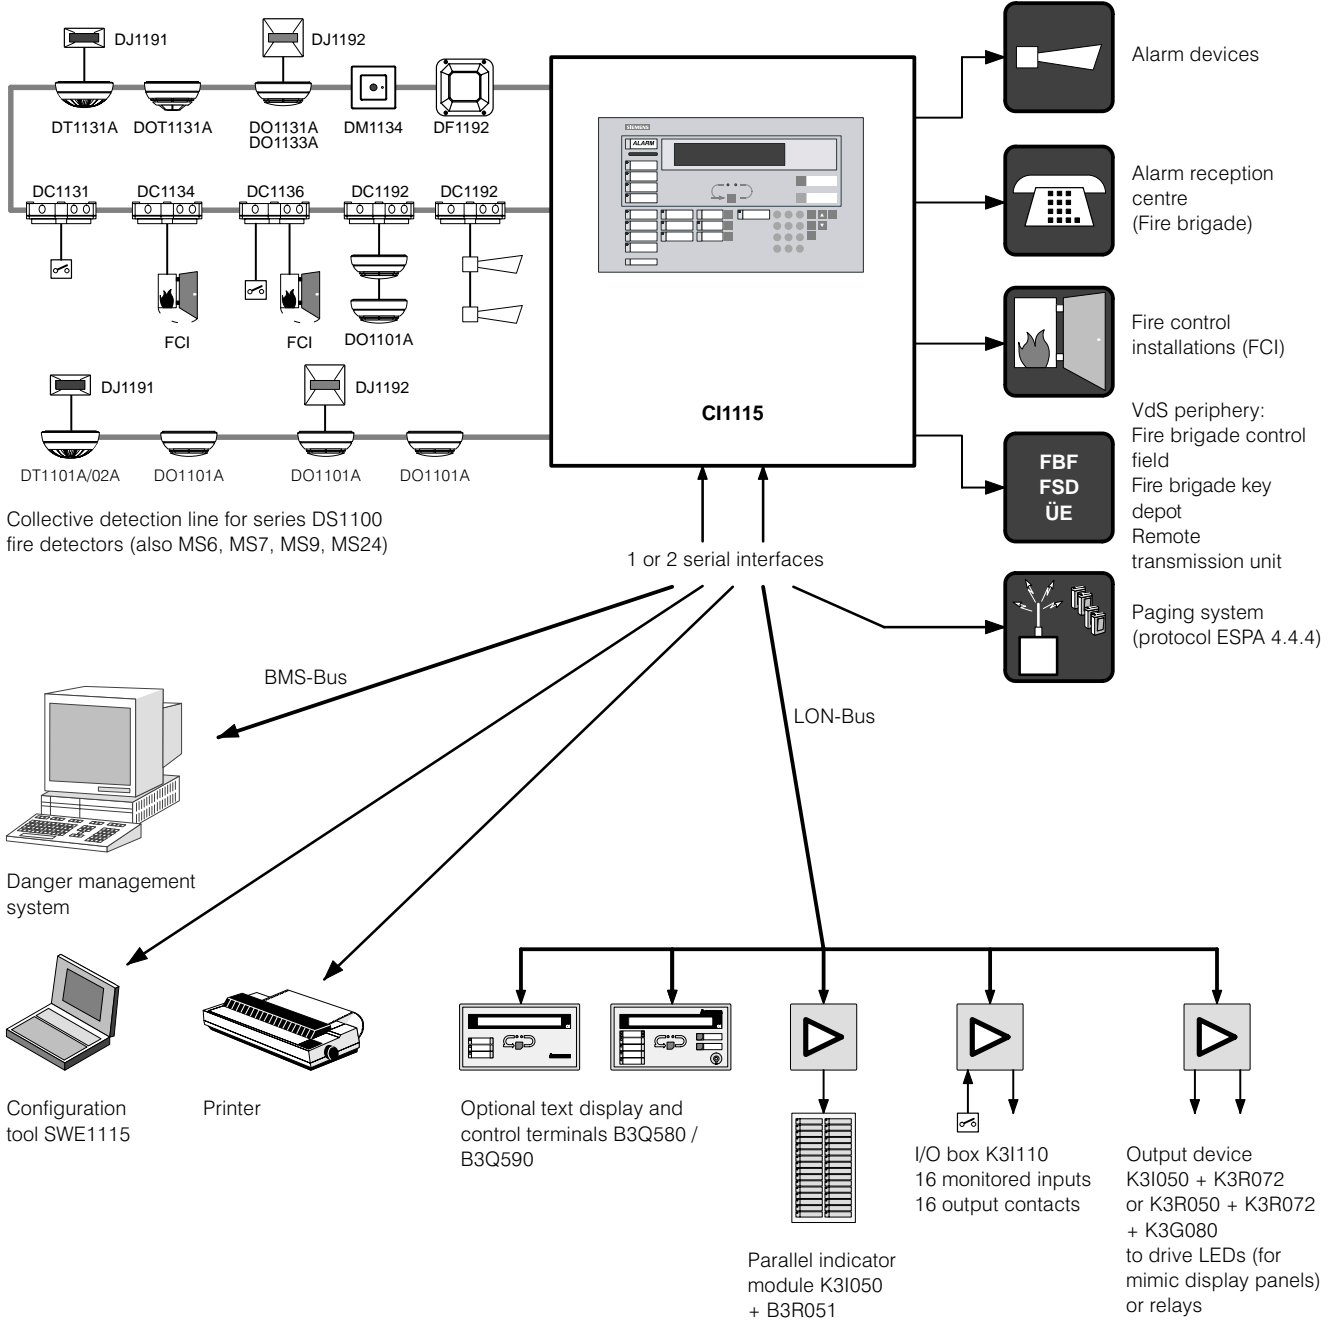 DJ1191
DJ1192
DT1131A
DOT1131A
DO1131A
DO1133A
DM1134
DF1192
DC1131
DC1134
DC1136
DC1192
DC1192
FCI
FCI
DO1101A
DJ1191
DJ1192
DT1101A/02A
DO1101A
DO1101A
DO1101A
Collective detection line for series DS1100
fire detectors (also MS6, MS7, MS9, MS24)
SIEMENS
ALARM
CI1115
Alarm devices
Alarm reception
centre
(Fire brigade)
Fire control
installations (FCI)
FBF
FSD
ÜE
VdS periphery:
Fire brigade control
field
Fire brigade key
depot
Remote
transmission unit
Paging system
(protocol ESPA 4.4.4)
1 or 2 serial interfaces
BMS-Bus
LON-Bus
Danger management
system
Configuration
tool SWE1115
Printer
Optional text display and
control terminals B3Q580 /
B3Q590
Parallel indicator
module K3I050
+ B3R051
I/O box K3I110
16 monitored inputs
16 output contacts
Output device
K3I050 + K3R072
or K3R050 + K3R072
+ K3G080
to drive LEDs (for
mimic display panels)
or relays